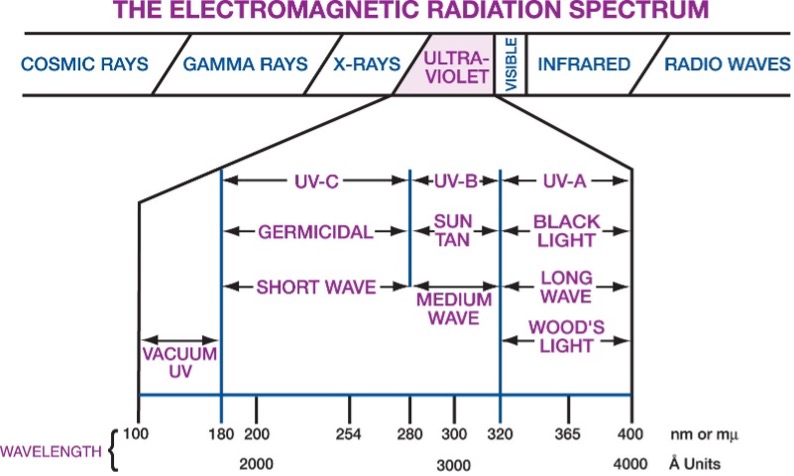 THE ELECTROMAGNETIC RADIATION SPECTRUM
COSMIC RAYS GAMMA RAYS X-RAYS ULTRA-VIOLET VISIBLE INFRARED RADIO WAVES
UV-C UV-B UV-A
GERMICIDAL SUN TAN BLACK LIGHT
SHORT WAVE MEDIUM WAVE LONG WAVE
VACUUM UV WOOD'S LIGHT
100 180 200 254 280 300 320 365 400 nm or mµ
WAVELENGTH {
2000 3000 4000 Å Units